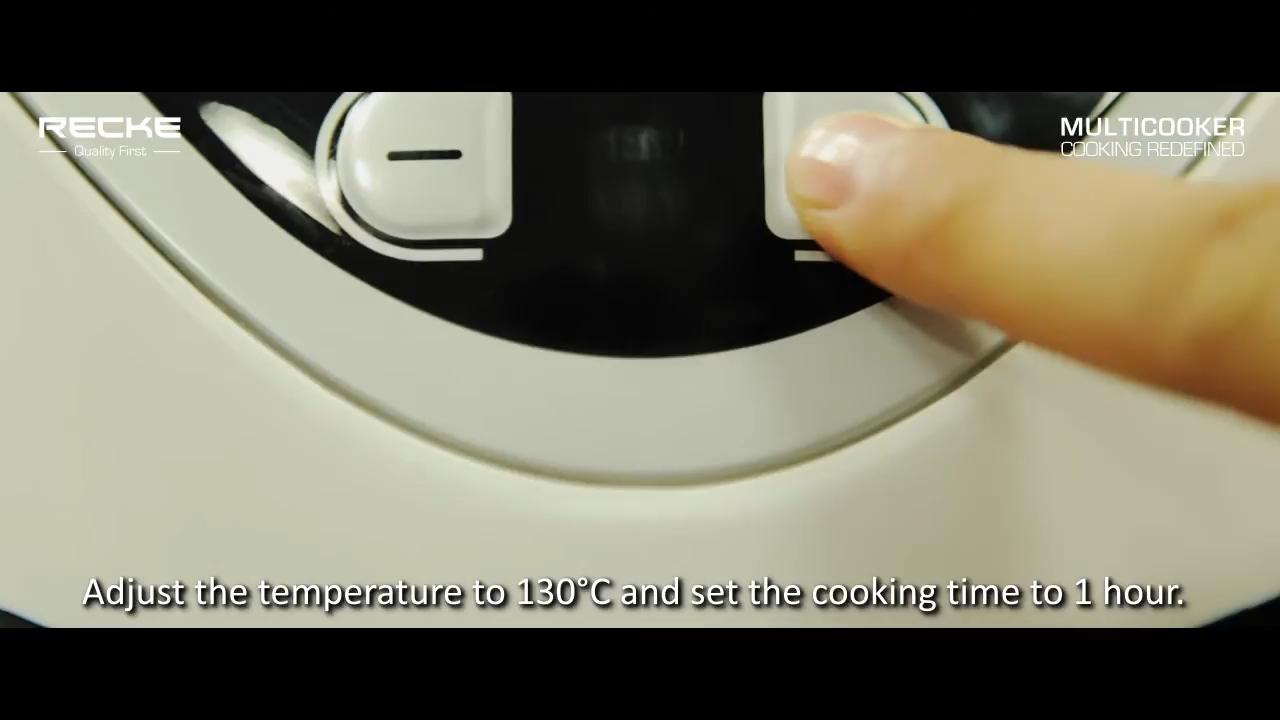 RECKE
Quality First
MULTICOOKER
COOKING REDEFINED
Adjust the temperature to 130°C and set the cooking time to 1 hour.